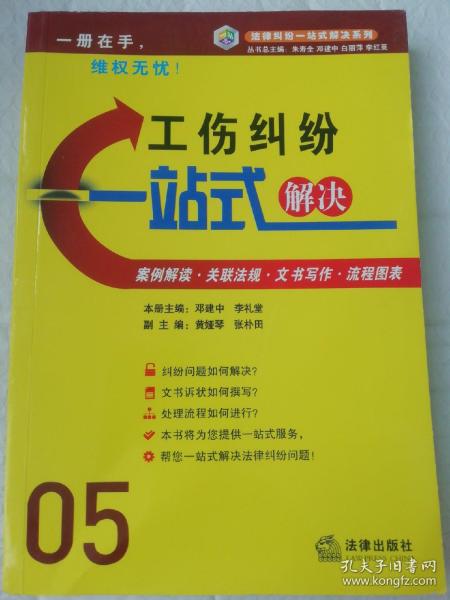 一册在手，
维权无忧！
法律纠纷一站式解决系列
丛书总主编：朱寿全 邓建中 白丽萍 李红英
工伤纠纷
一站式解决
案例解读·关联法规·文书写作·流程图表
本册主编：邓建中 李礼堂
副主编：黄娅琴 张朴田
纠纷问题如何解决？
文书诉状如何撰写？
处理流程如何进行？
本书将为您提供一站式服务，
帮您一站式解决法律纠纷问题！
05
法律出版社
孔夫子旧书网
www.kongfz.com